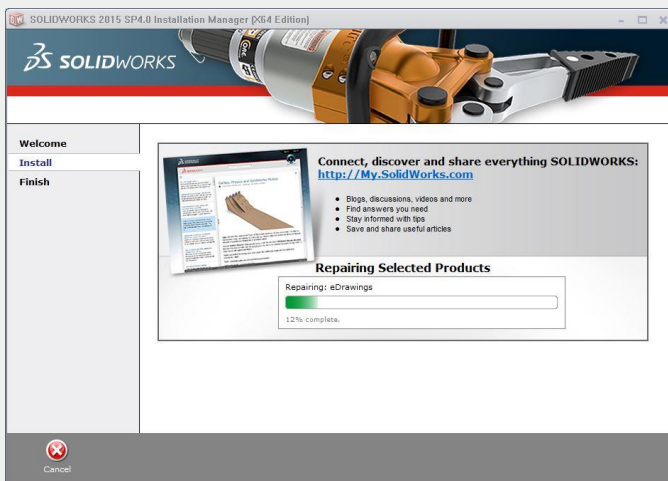 SOLIDWORKS 2015 SP4.0 Installation Manager (X64 Edition)
SOLIDWORKS
Welcome
Install
Finish
Connect, discover and share everything SOLIDWORKS:
http://My.SolidWorks.com
Blogs, discussions, videos and more
Find answers you need
Stay informed with tips
Save and share useful articles
Repairing Selected Products
Repairing: eDrawings
12% complete.
Cancel